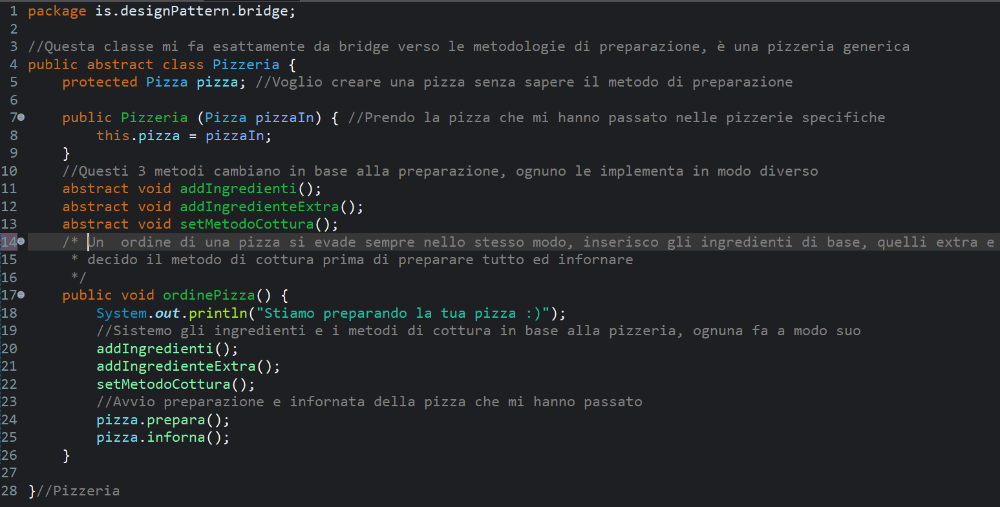 1 package is.designPattern.bridge;
2
3 //Questa classe mi fa esattamente da bridge verso le metodologie di preparazione, è una pizzeria generica
4 public abstract class Pizzeria {
5     protected Pizza pizza; //Voglio creare una pizza senza sapere il metodo di preparazione
6
7     public Pizzeria (Pizza pizzaIn) { //Prendo la pizza che mi hanno passato nelle pizzerie specifiche
8         this.pizza = pizzaIn;
9     }
10     //Questi 3 metodi cambiano in base alla preparazione, ognuno le implementa in modo diverso
11     abstract void addIngredienti();
12     abstract void addIngredienteExtra();
13     abstract void setMetodoCottura();
14     /* Un  ordine di una pizza si evade sempre nello stesso modo, inserisco gli ingredienti di base, quelli extra e
15      * decido il metodo di cottura prima di preparare tutto ed infornare
16      */
17     public void ordinePizza() {
18         System.out.println("Stiamo preparando la tua pizza :)");
19         //Sistemo gli ingredienti e i metodi di cottura in base alla pizzeria, ognuna fa a modo suo
20         addIngredienti();
21         addIngredienteExtra();
22         setMetodoCottura();
23         //Avvio preparazione e infornata della pizza che mi hanno passato
24         pizza.prepara();
25         pizza.inforna();
26     }
27
28 }//Pizzeria